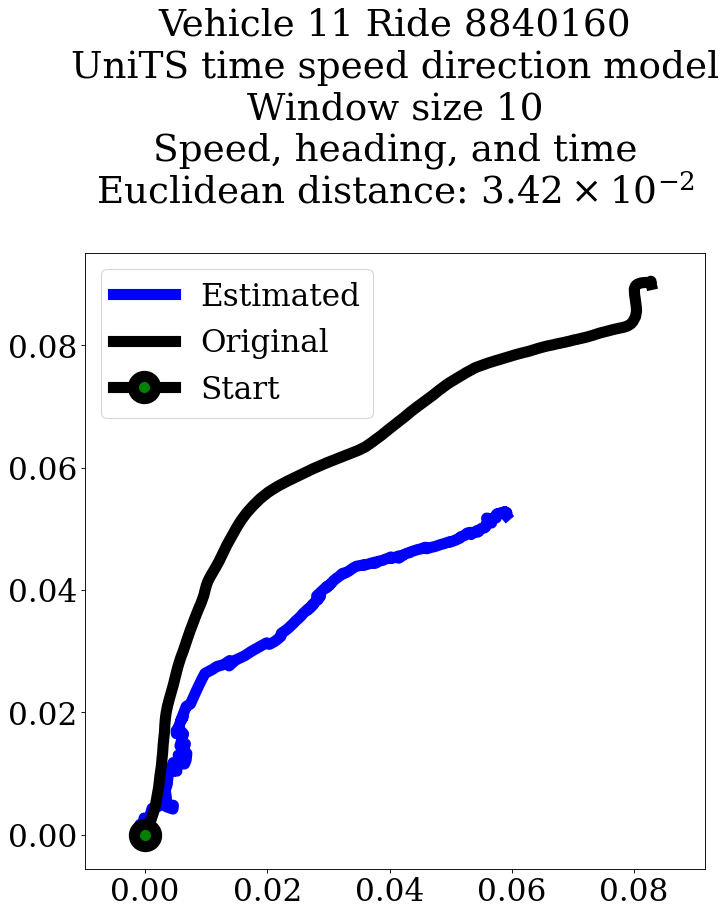 Vehicle 11 Ride 8840160
UniTS time speed direction model
Window size 10
Speed, heading, and time
Euclidean distance: 3.42 × 10⁻²
Estimated
Original
Start
0.08
0.06
0.04
0.02
0.00
0.00 0.02 0.04 0.06 0.08